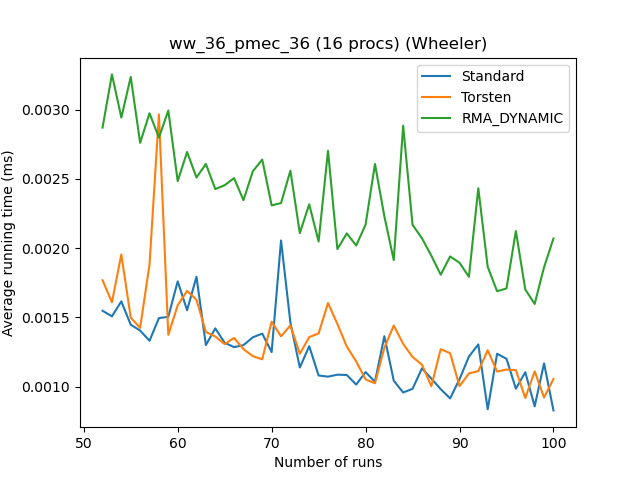 ww_36_pmec_36 (16 procs) (Wheeler)
Standard
Torsten
RMA_DYNAMIC
Average running time (ms)
0.0030
0.0025
0.0020
0.0015
0.0010
50 60 70 80 90 100
Number of runs